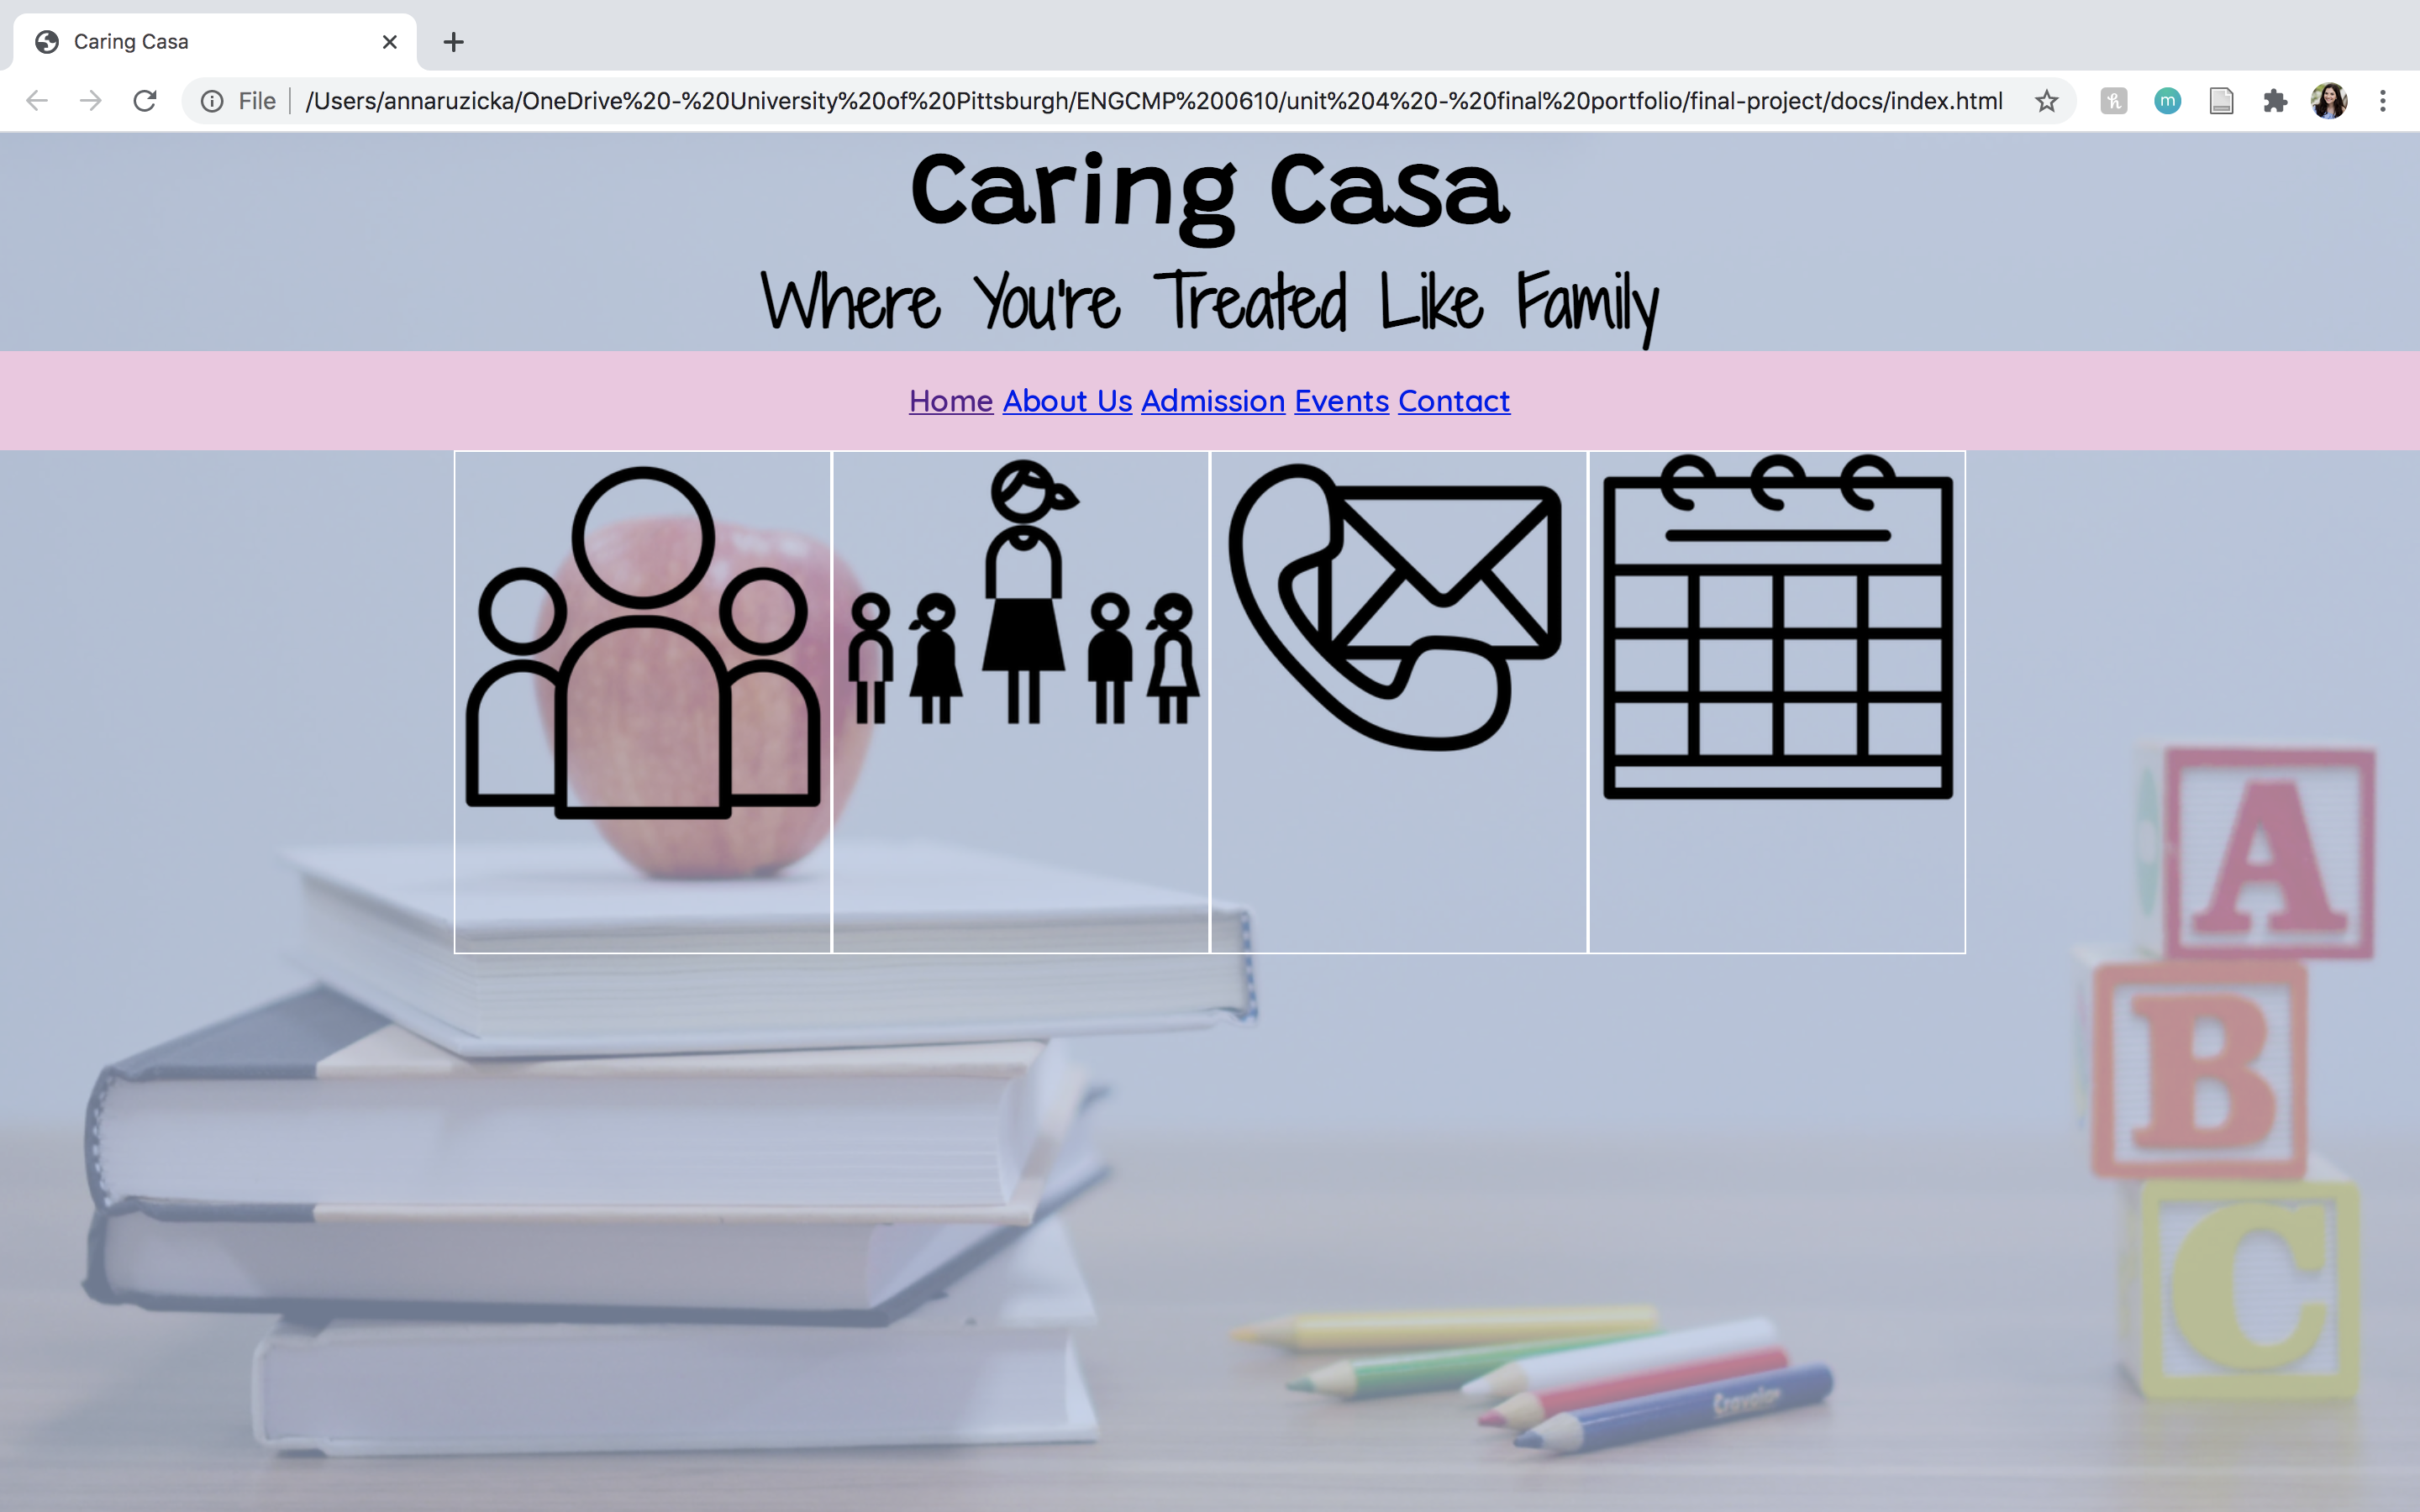 Caring Casa
File
/Users/annaruzicka/OneDrive%20-%20University%20of%20Pittsburgh/ENGCMP%200610/unit%204%20-%20final%20portfolio/final-project/docs/index.html
m
Caring Casa
Where You're Treated Like Family
Home About Us Admission Events Contact
A
B
C
Crayola